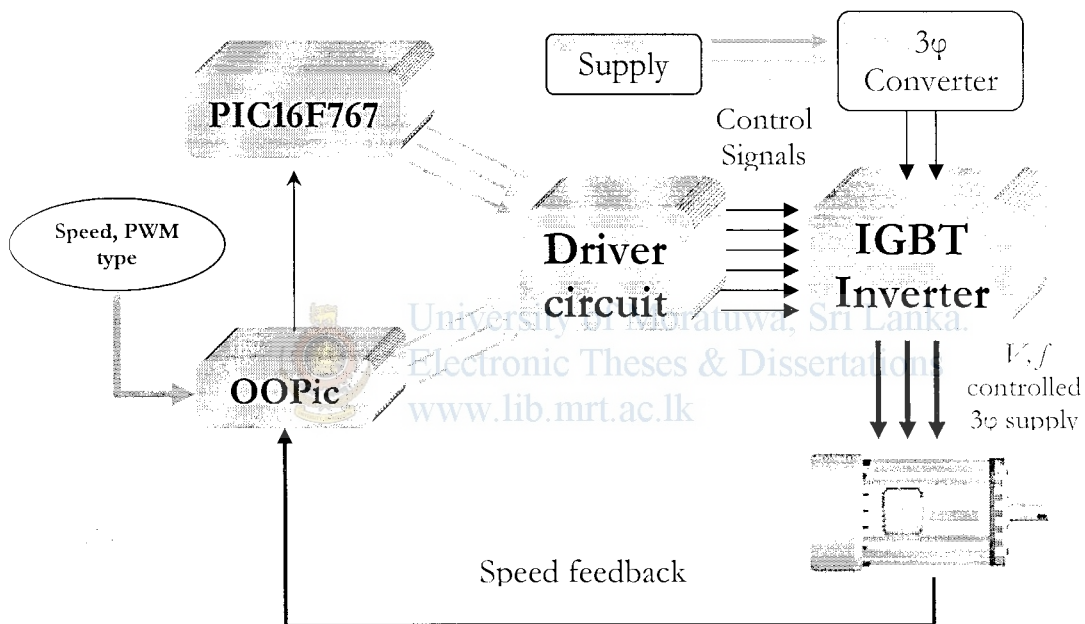 Supply
3φ
Converter
PIC16F767
Control
Signals
Speed, PWM
type
Driver
circuit
IGBT
Inverter
University of Moratuwa, Sri Lanka.
Electronic Theses & Dissertations
www.lib.mrt.ac.lk
OOPic
V, f
controlled
3φ supply
Speed feedback